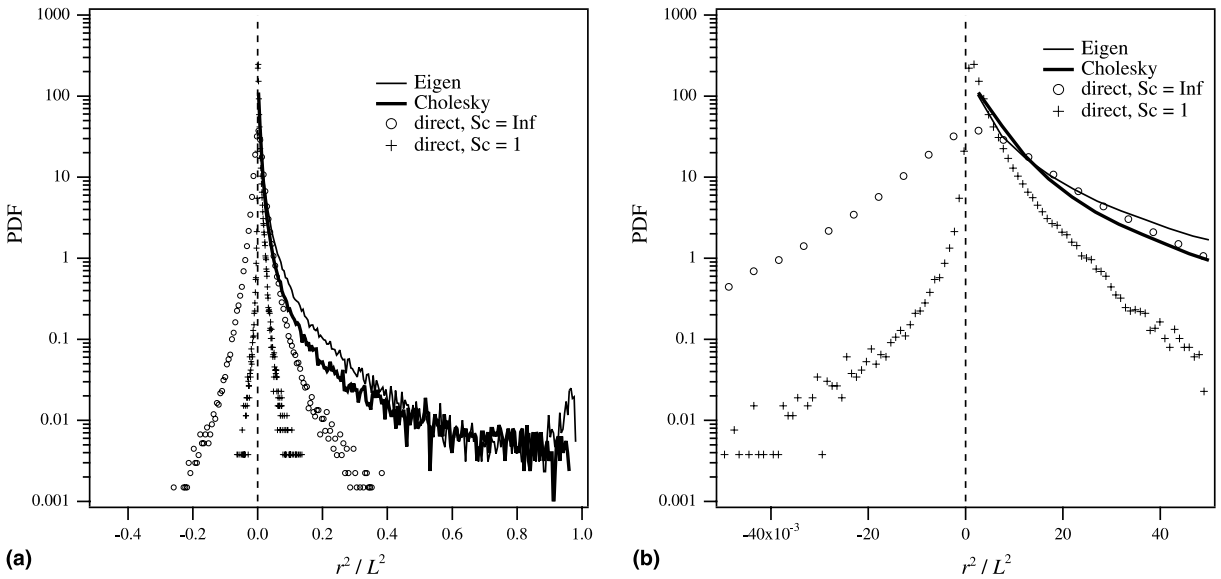 1000
100
10
1
0.1
0.01
0.001
PDF
Eigen
Cholesky
direct, Sc = Inf
direct, Sc = 1
-0.4
-0.2
0.0
0.2
0.4
0.6
0.8
1.0
r² / L²
(a)
1000
100
10
1
0.1
0.01
0.001
PDF
Eigen
Cholesky
direct, Sc = Inf
direct, Sc = 1
-40x10⁻³
-20
0
20
40
r² / L²
(b)